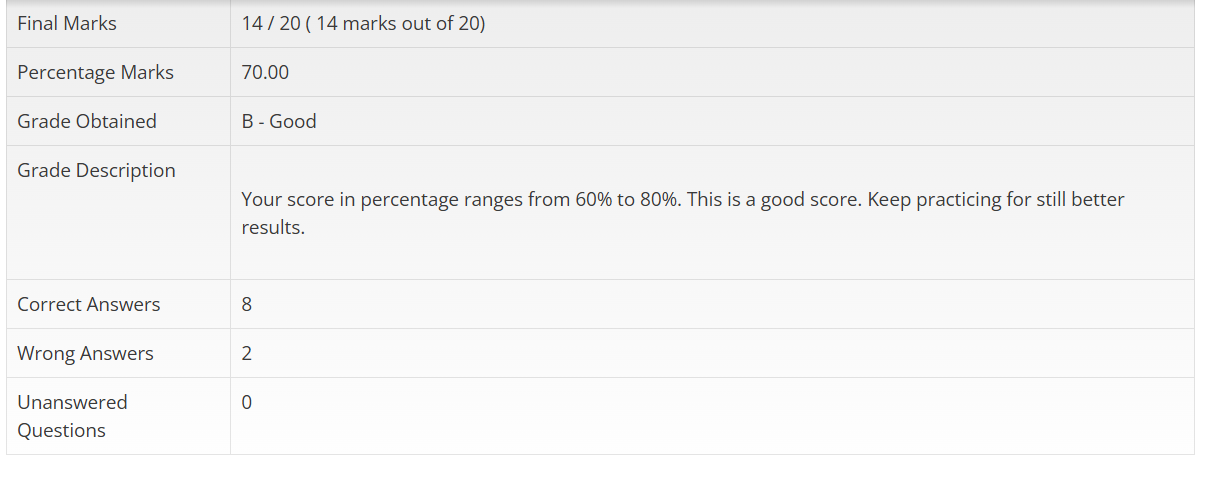 Final Marks 14 / 20 ( 14 marks out of 20)
Percentage Marks 70.00
Grade Obtained B - Good
Grade Description
Your score in percentage ranges from 60% to 80%. This is a good score. Keep practicing for still better
results.
Correct Answers 8
Wrong Answers 2
Unanswered 0
Questions